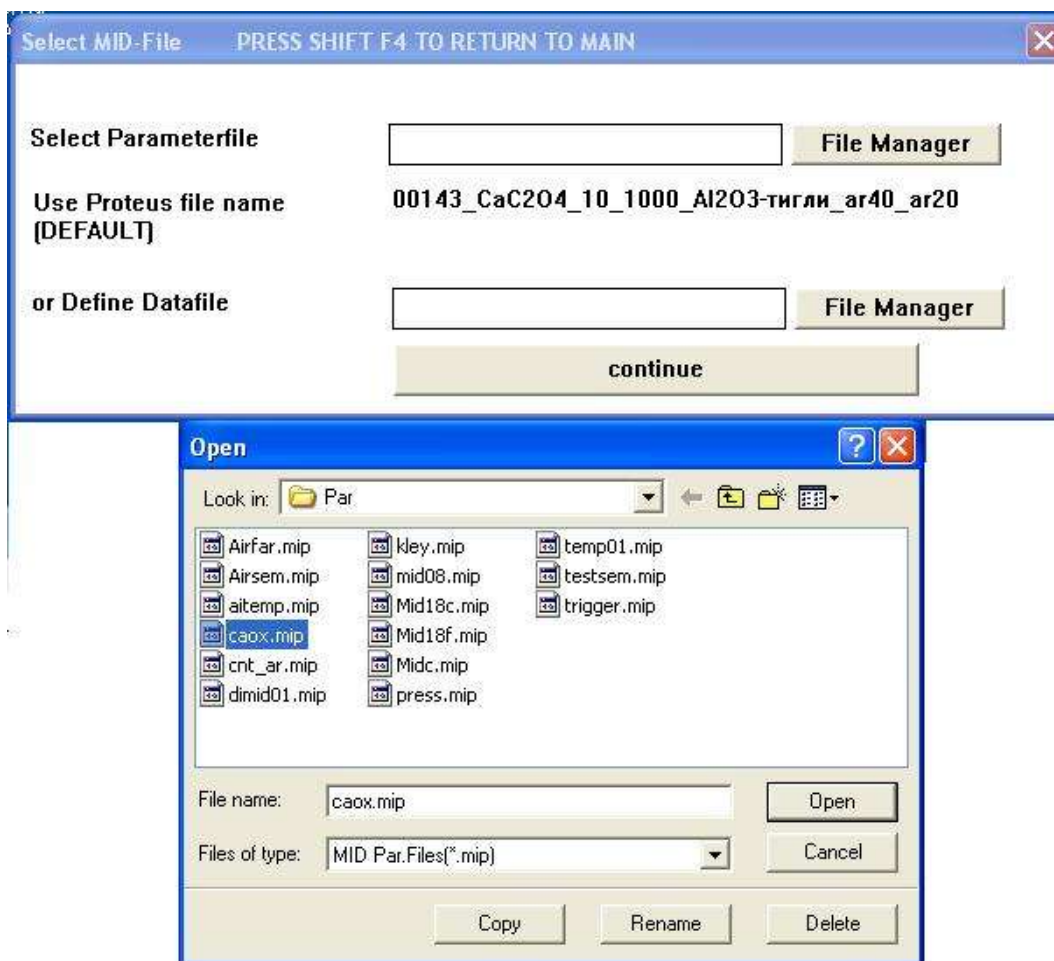 Select MID-File PRESS SHIFT F4 TO RETURN TO MAIN
Select Parameterfile File Manager
Use Proteus file name 00143_CaC2O4_10_1000_Al2O3-тигли_ar40_ar20
(DEFAULT)
or Define Datafile File Manager
continue
Open
Look in: Par
Airfar.mip kley.mip temp01.mip
Airsem.mip mid08.mip testsem.mip
aitemp.mip Mid18c.mip trigger.mip
caox.mip Mid18f.mip
cnt_ar.mip Midc.mip
dimid01.mip press.mip
File name: caox.mip Open
Files of type: MID Par.Files(*.mip) Cancel
Copy Rename Delete